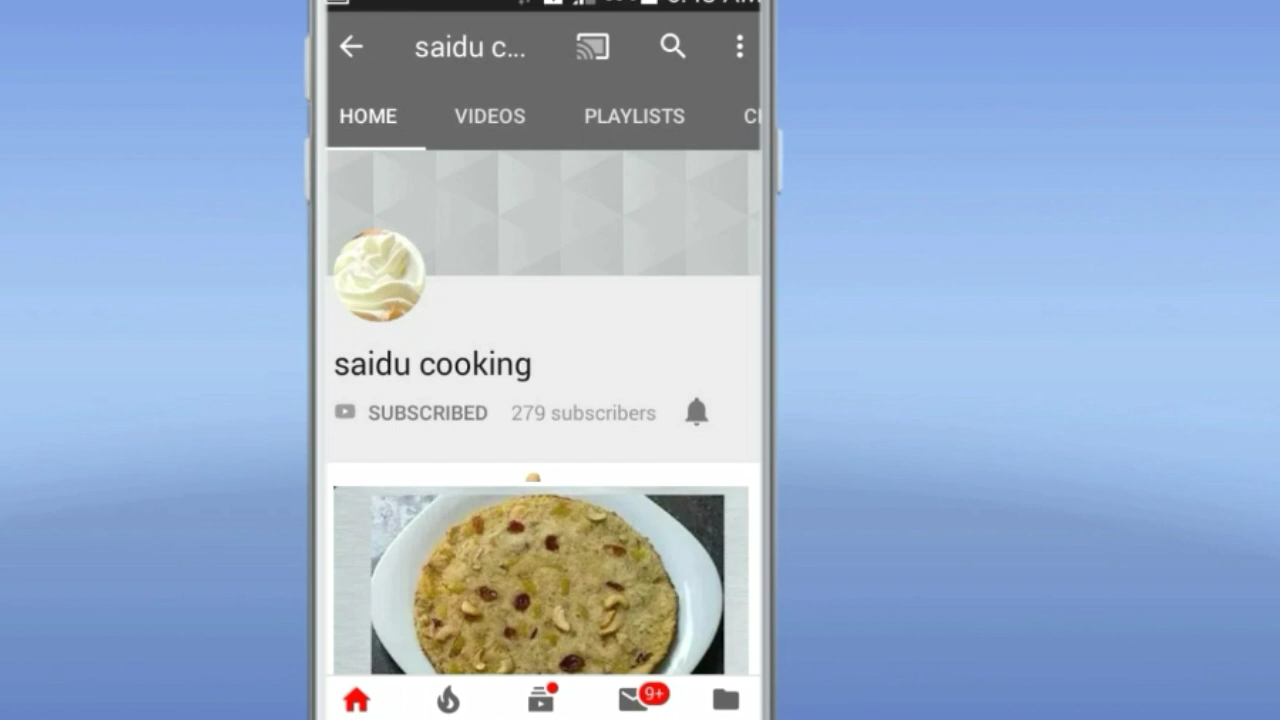 saidu c...
HOME VIDEOS PLAYLISTS
saidu cooking
SUBSCRIBED 279 subscribers
9+